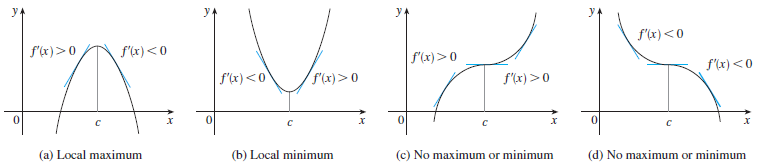 y
f'(x) > 0
f'(x) < 0
0
c
x
(a) Local maximum
y
f'(x) < 0
f'(x) > 0
0
c
x
(b) Local minimum
y
f'(x) > 0
f'(x) > 0
0
c
x
(c) No maximum or minimum
y
f'(x) < 0
f'(x) < 0
0
c
x
(d) No maximum or minimum